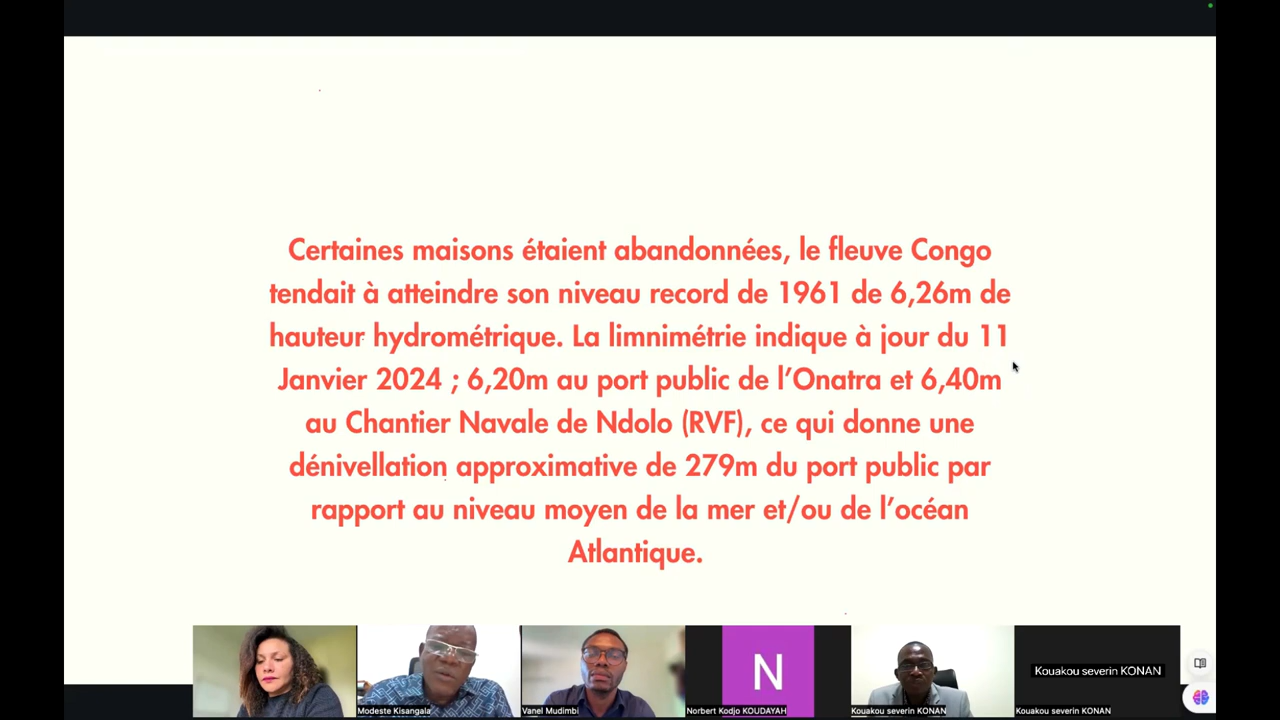 Certaines maisons étaient abandonnées, le fleuve Congo
tendait à atteindre son niveau record de 1961 de 6,26m de
hauteur hydrométrique. La limnimétrie indique à jour du 11
Janvier 2024 ; 6,20m au port public de l’Onatra et 6,40m
au Chantier Navale de Ndolo (RVF), ce qui donne une
dénivellation approximative de 279m du port public par
rapport au niveau moyen de la mer et/ou de l’océan
Atlantique.
N
Kouakou severin KONAN
Modeste Kisangala
Vanel Mudimbi
Norbert Kodjo KOUDAYAH
Kouakou severin KONAN
Kouakou severin KONAN